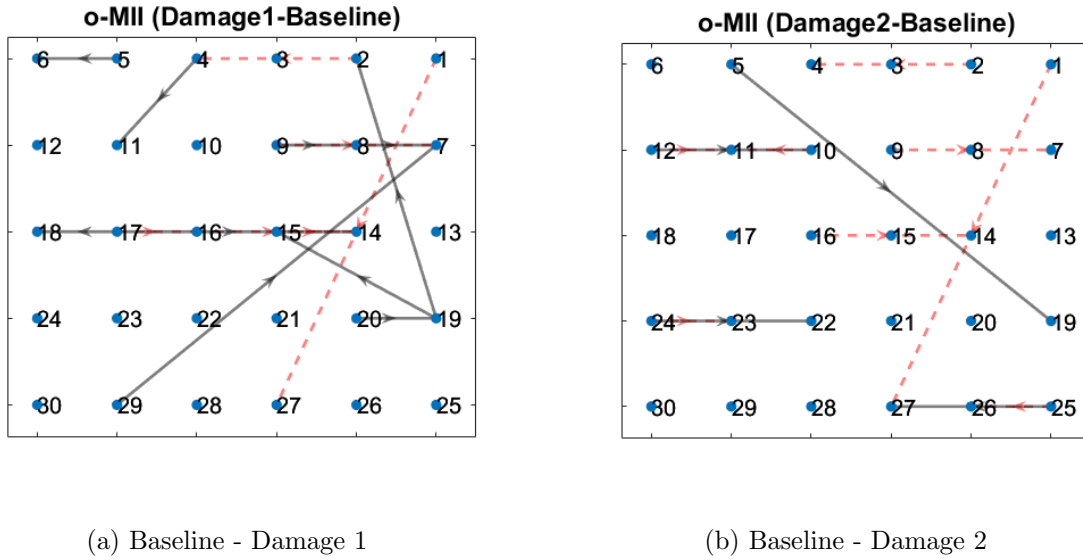 o-MII (Damage1-Baseline)
6 5 4 3 2 1
12 11 10 9 8 7
18 17 16 15 14 13
24 23 22 21 20 19
30 29 28 27 26 25
(a) Baseline - Damage 1
o-MII (Damage2-Baseline)
6 5 4 3 2 1
12 11 10 9 8 7
18 17 16 15 14 13
24 23 22 21 20 19
30 29 28 27 26 25
(b) Baseline - Damage 2